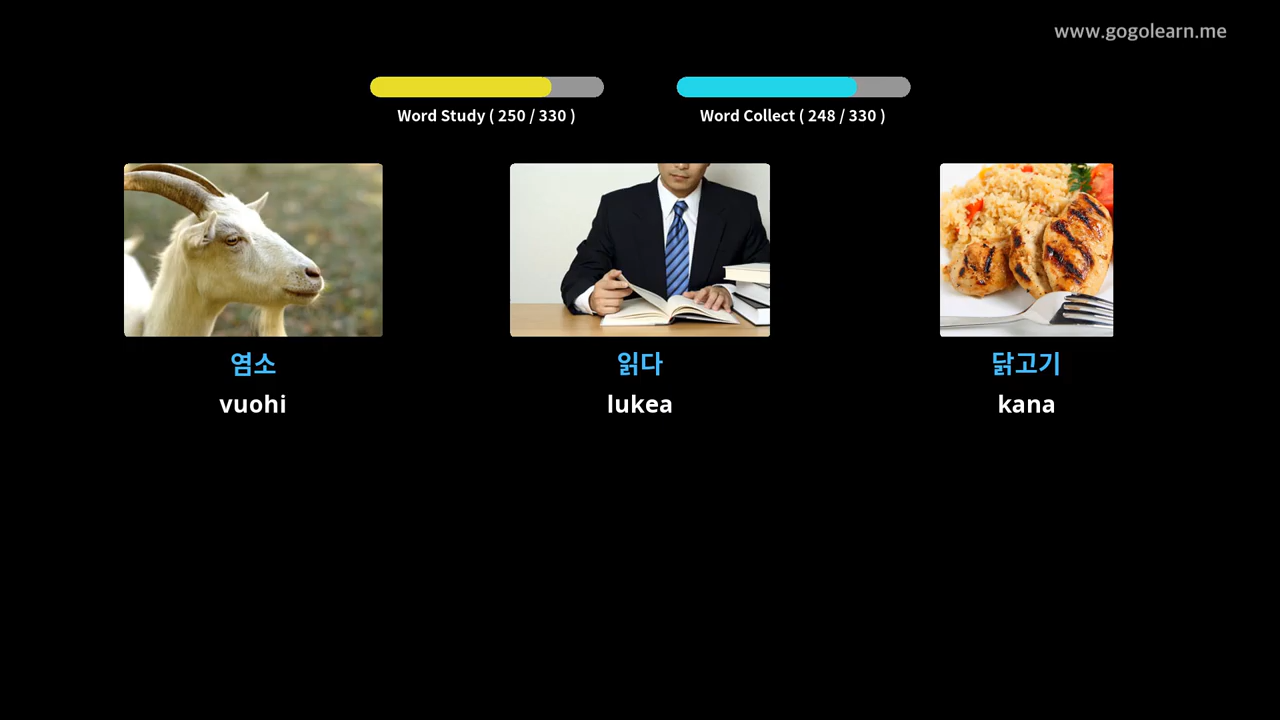 www.gogolearn.me
Word Study ( 250 / 330 )
Word Collect ( 248 / 330 )
염소
vuohi
읽다
lukea
닭고기
kana